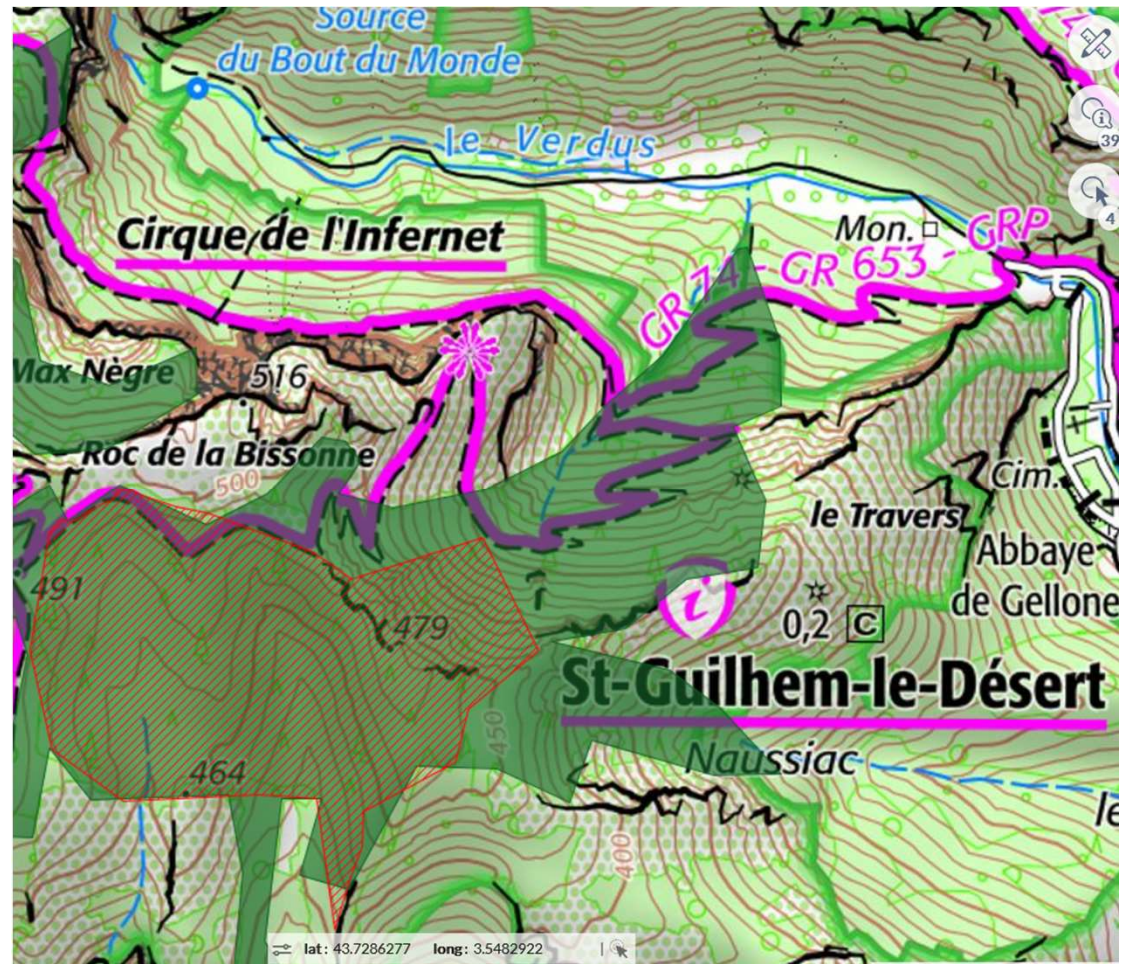 Source
du Bout du Monde
39
le Verdus
4
Mon.
GRP
Cirque de l'Infernet
GR 74 - GR 653 -
Max Nègre
516
Roc de la Bissonne
500
Cim.
le Travers
Abbaye
de Gellone
491
i
0,2 C
479
St-Guilhem-le-Désert
450
Naussiac
464
le
400
lat: 43.7286277 long: 3.5482922